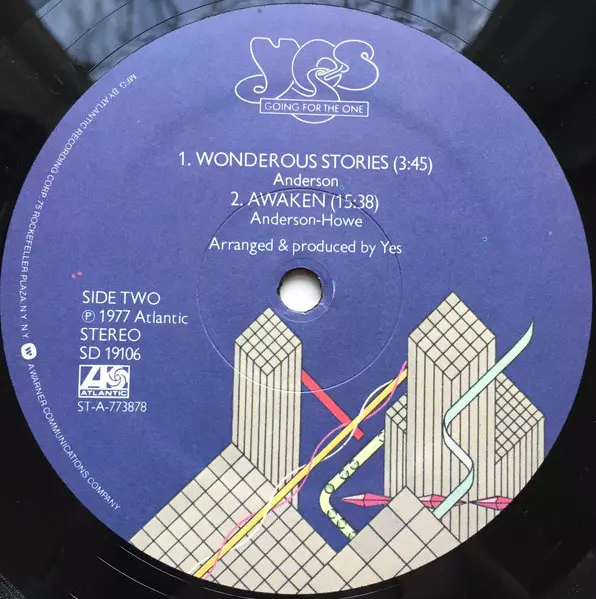 YES
GOING FOR THE ONE
1. WONDEROUS STORIES (3:45)
Anderson
2. AWAKEN (15:38)
Anderson-Howe
Arranged & produced by Yes
SIDE TWO
℗ 1977 Atlantic
STEREO
SD 19106
ATLANTIC
ST-A-773878
MFG BY ATLANTIC RECORDING CORP. 75 ROCKEFELLER PLAZA. N.Y. N.Y. W A WARNER COMMUNICATIONS COMPANY